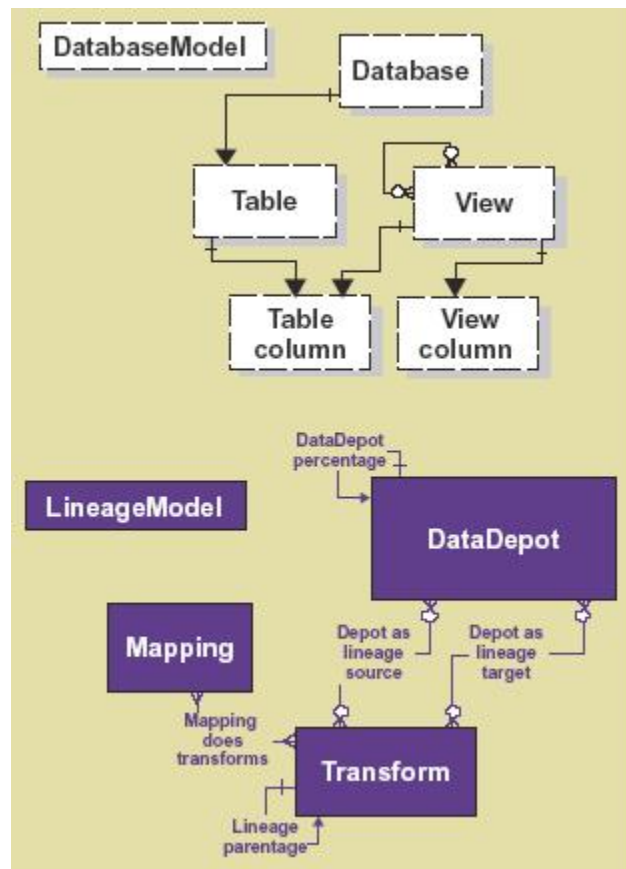 DatabaseModel
Database
Table
View
Table
column
View
column
DataDepot
percentage
LineageModel
DataDepot
Mapping
Depot as
lineage
source
Depot as
lineage
target
Mapping
does
transforms
Transform
Lineage
parentage